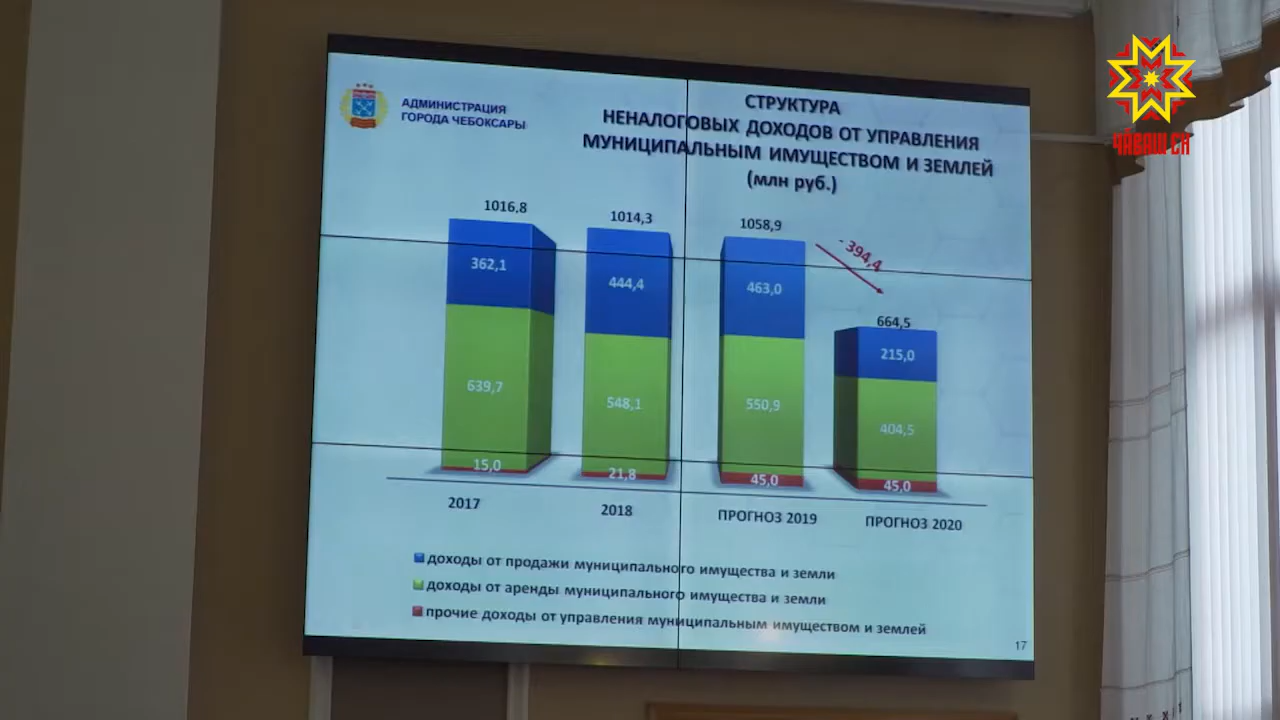 ЧӐВАШ ЕН
АДМИНИСТРАЦИЯ
ГОРОДА ЧЕБОКСАРЫ
СТРУКТУРА
НЕНАЛОГОВЫХ ДОХОДОВ ОТ УПРАВЛЕНИЯ
МУНИЦИПАЛЬНЫМ ИМУЩЕСТВОМ И ЗЕМЛЕЙ
(млн руб.)
1016,8
1014,3
1058,9
- 394,4
664,5
362,1
444,4
463,0
215,0
639,7
548,1
550,9
404,5
15,0
21,8
45,0
45,0
2017
2018
ПРОГНОЗ 2019
ПРОГНОЗ 2020
доходы от продажи муниципального имущества и земли
доходы от аренды муниципального имущества и земли
прочие доходы от управления муниципальным имуществом и землей
17